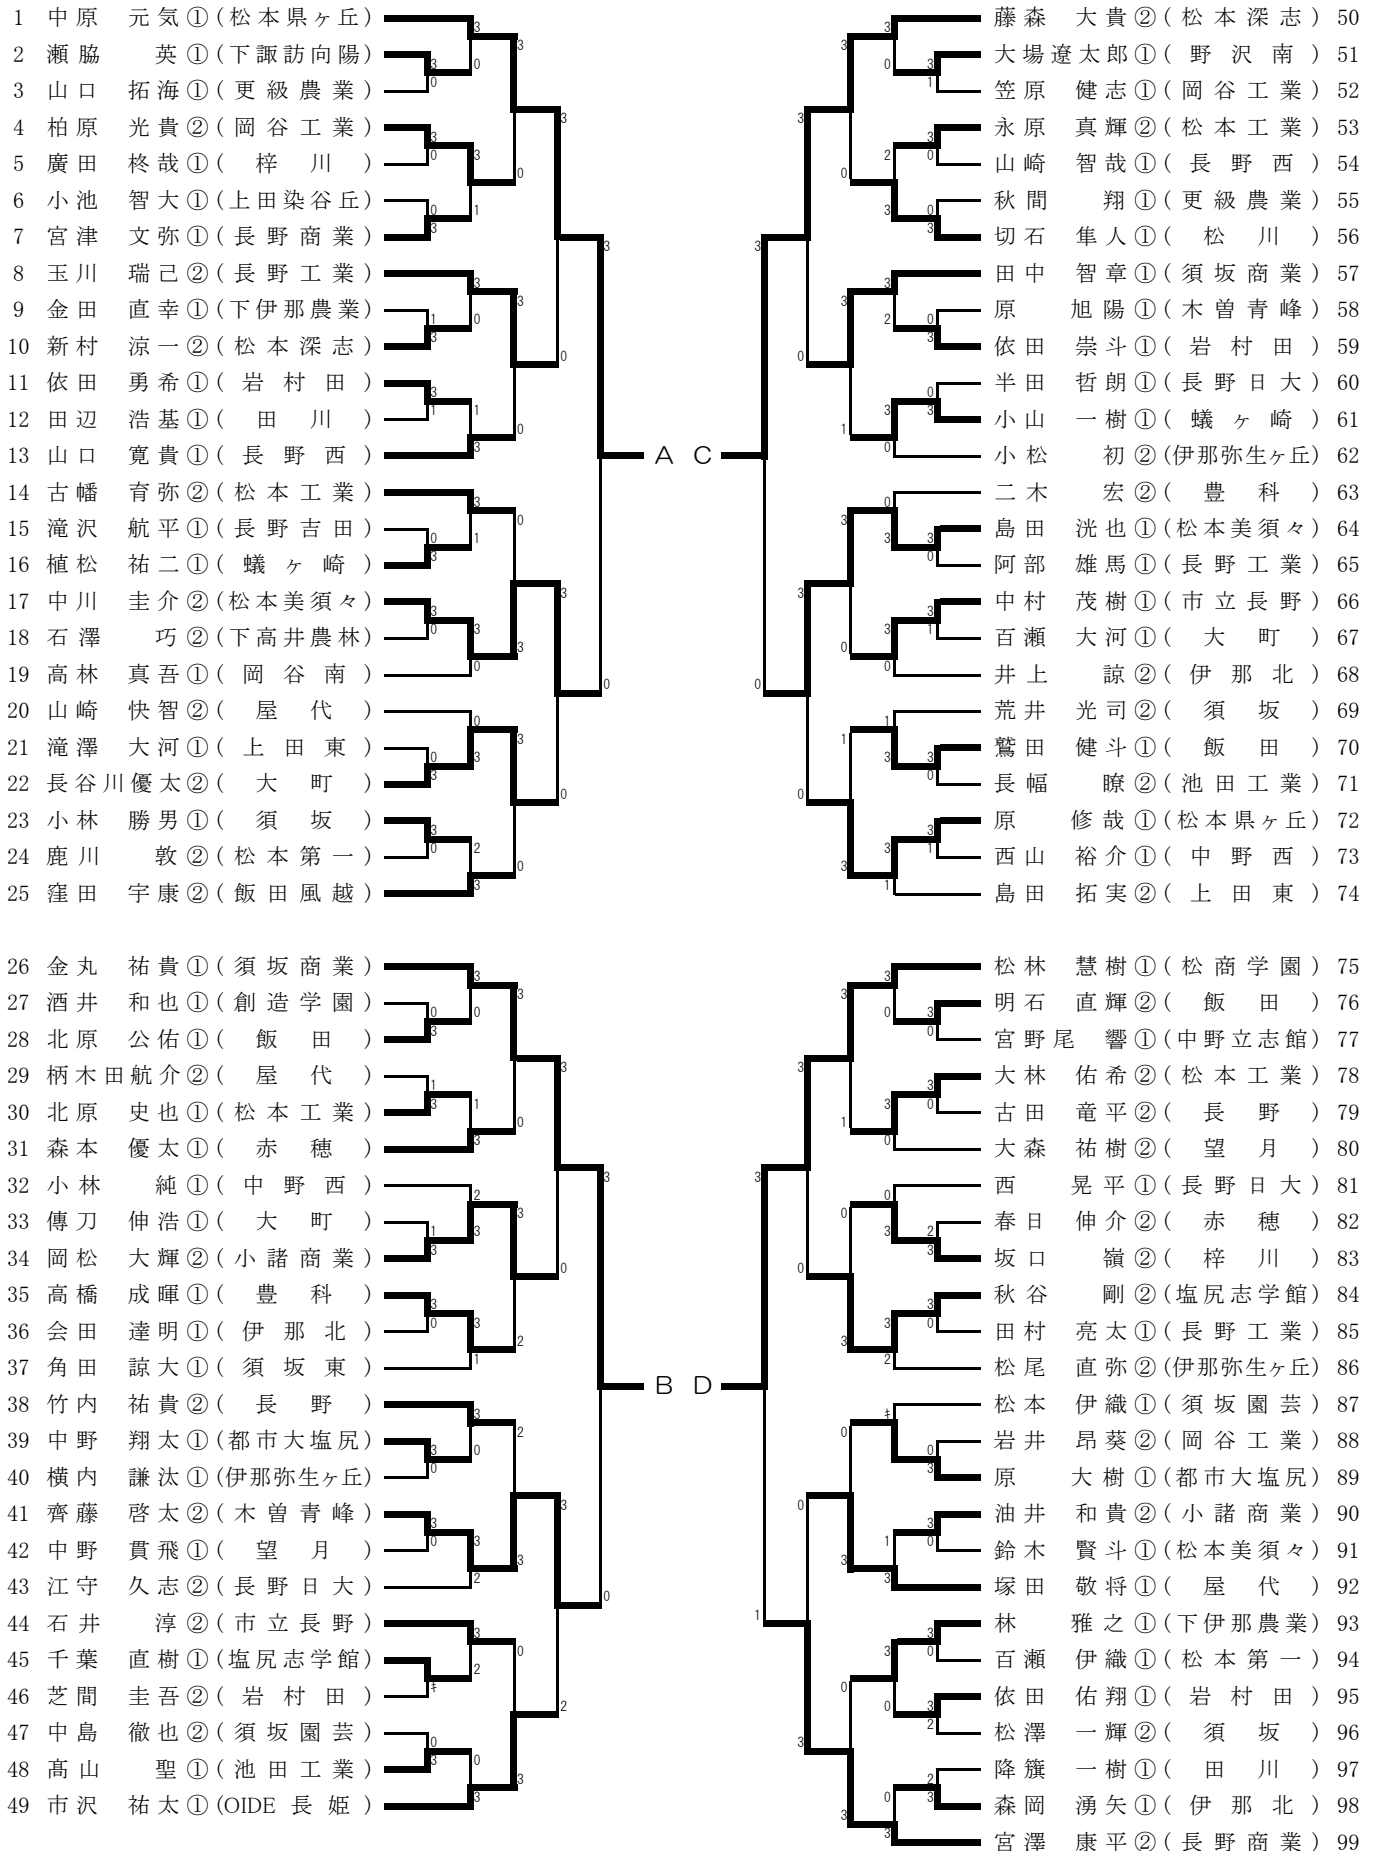 1 中原 元気①(松本県ヶ丘)
2 瀬脇 英①(下諏訪向陽)
3 山口 拓海①(更級農業)
4 柏原 光貴②(岡谷工業)
5 廣田 柊哉①(梓川)
6 小池 智大①(上田染谷丘)
7 宮津 文弥①(長野商業)
8 玉川 瑞己②(長野工業)
9 金田 直幸①(下伊那農業)
10 新村 涼一②(松本深志)
11 依田 勇希①(岩村田)
12 田辺 浩基①(田川)
13 山口 寛貴①(長野西)
14 古幡 育弥②(松本工業)
15 滝沢 航平①(長野吉田)
16 植松 祐二①(蟻ヶ崎)
17 中川 圭介②(松本美須々)
18 石澤 巧②(下高井農林)
19 高林 真吾①(岡谷南)
20 山崎 快智②(屋代)
21 滝澤 大河①(上田東)
22 長谷川優太②(大町)
23 小林 勝男①(須坂)
24 鹿川 敦②(松本第一)
25 窪田 宇康②(飯田風越)
A
26 金丸 祐貴①(須坂商業)
27 酒井 和也①(創造学園)
28 北原 公佑①(飯田)
29 柄木田航介②(屋代)
30 北原 史也①(松本工業)
31 森本 優太①(赤穂)
32 小林 純①(中野西)
33 傳刀 伸浩①(大町)
34 岡松 大輝②(小諸商業)
35 高橋 成暉①(豊科)
36 会田 達明①(伊那北)
37 角田 諒大①(須坂東)
38 竹内 祐貴②(長野)
39 中野 翔太①(都市大塩尻)
40 横内 謙汰①(伊那弥生ヶ丘)
41 齊藤 啓太②(木曽青峰)
42 中野 貫飛①(望月)
43 江守 久志②(長野日大)
44 石井 淳②(市立長野)
45 千葉 直樹①(塩尻志学館)
46 芝間 圭吾②(岩村田)
47 中島 徹也②(須坂園芸)
48 髙山 聖①(池田工業)
49 市沢 祐太①(OIDE 長姫)
B
藤森 大貴②(松本深志) 50
大場遼太郎①(野沢南) 51
笠原 健志①(岡谷工業) 52
永原 真輝②(松本工業) 53
山崎 智哉①(長野西) 54
秋間 翔①(更級農業) 55
切石 隼人①(松川) 56
田中 智章①(須坂商業) 57
原 旭陽①(木曽青峰) 58
依田 崇斗①(岩村田) 59
半田 哲朗①(長野日大) 60
小山 一樹①(蟻ヶ崎) 61
小松 初②(伊那弥生ヶ丘) 62
二木 宏②(豊科) 63
島田 洸也①(松本美須々) 64
阿部 雄馬①(長野工業) 65
中村 茂樹①(市立長野) 66
百瀬 大河①(大町) 67
井上 諒②(伊那北) 68
荒井 光司②(須坂) 69
鷲田 健斗①(飯田) 70
長幅 瞭②(池田工業) 71
原 修哉①(松本県ヶ丘) 72
西山 裕介①(中野西) 73
島田 拓実②(上田東) 74
C
松林 慧樹①(松商学園) 75
明石 直輝②(飯田) 76
宮野尾 響①(中野立志館) 77
大林 佑希②(松本工業) 78
古田 竜平②(長野) 79
大森 祐樹②(望月) 80
西 晃平①(長野日大) 81
春日 伸介②(赤穂) 82
坂口 嶺②(梓川) 83
秋谷 剛②(塩尻志学館) 84
田村 亮太①(長野工業) 85
松尾 直弥②(伊那弥生ヶ丘) 86
松本 伊織①(須坂園芸) 87
岩井 昂葵②(岡谷工業) 88
原 大樹①(都市大塩尻) 89
油井 和貴②(小諸商業) 90
鈴木 賢斗①(松本美須々) 91
塚田 敬将①(屋代) 92
林 雅之①(下伊那農業) 93
百瀬 伊織①(松本第一) 94
依田 佑翔①(岩村田) 95
松澤 一輝②(須坂) 96
降籏 一樹①(田川) 97
森岡 湧矢①(伊那北) 98
宮澤 康平②(長野商業) 99
D